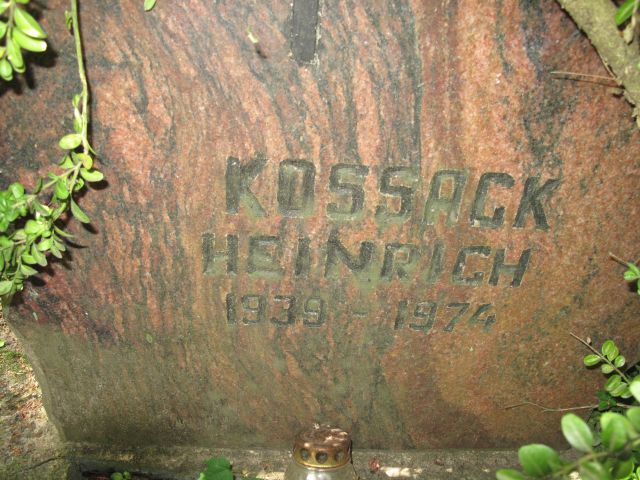 KOSSACK
HEINRICH
1939 - 1974